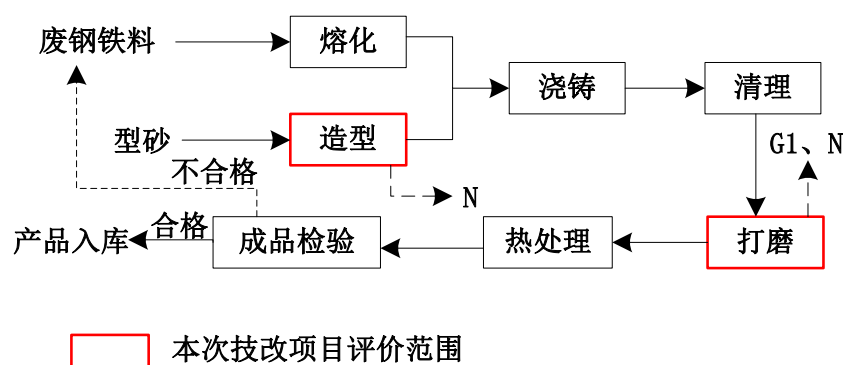 废钢铁料
熔化
浇铸
清理
型砂
造型
G1、N
不合格
N
产品入库
合格
成品检验
热处理
打磨
本次技改项目评价范围